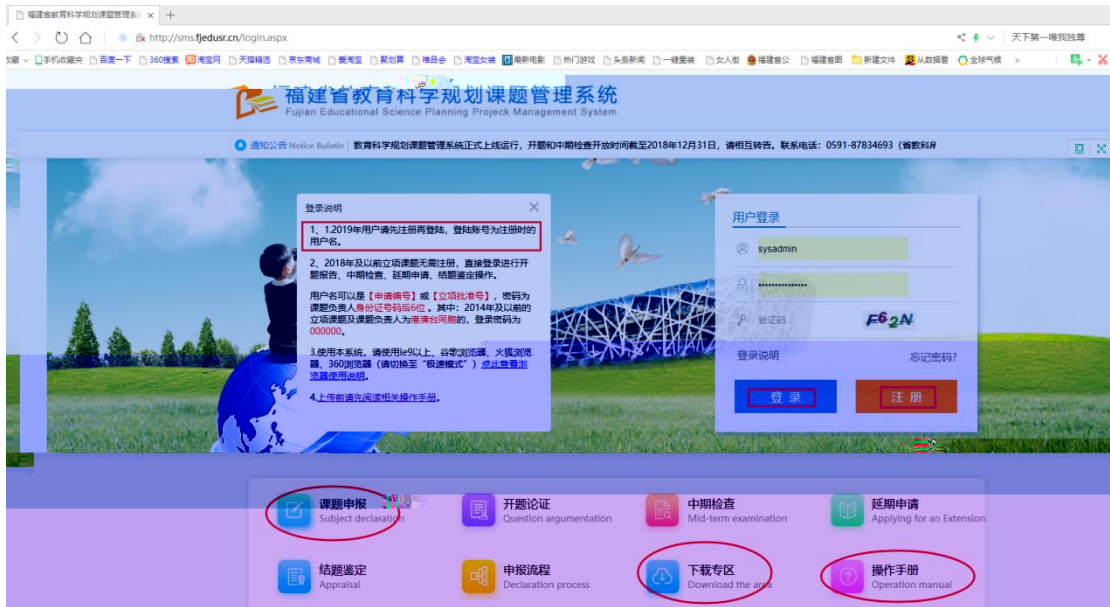 福建省教育科学规划课题管理系
http://sms.fjedusr.cn/login.aspx
天下第一唯我独尊
收藏 手机收藏夹 百度一下 360搜索 淘宝网 天猫精选 京东商城 爱淘宝 聚划算 唯品会 淘宝女装 最新电影 热门游戏 头条新闻 一键重装 女人街 福建省公 福建省图 新建文件 从数据看 全球气候 »
福建省教育科学规划课题管理系统
Fujian Educational Science Planning Projeck Management System
通知公告 Notice Bulletin 教育科学规划课题管理系统正式上线运行，开题和中期检查开放时间截至2018年12月31日，请相互转告。联系电话：0591-87834693（省教科所
登录说明
1、1.2019年用户请先注册再登陆，登陆账号为注册时的
用户名。
2、2018年及以前立项课题无需注册，直接登录进行开
题报告、中期检查、延期申请、结题鉴定操作。
用户名可以是【申请编号】或【立项批准号】，密码为
课题负责人身份证号码后6位 。其中：2014年及以前的
立项课题及课题负责人为港澳台同胞的，登录密码为
000000。
3.使用本系统，请使用ie9以上、谷歌浏览器、火狐浏览
器、360浏览器（请切换至“极速模式”）点此查看浏
览器使用说明。
4.上传前请先阅读相关操作手册。
用户登录
sysadmin
验证码
F62N
登录说明 忘记密码?
登 录 注 册
课题申报 开题论证 中期检查 延期申请
Subject declaration Question argumentation Mid-term examination Applying for an Extension
结题鉴定 申报流程 下载专区 操作手册
Appraisal Declaration process Download the area Operation manual